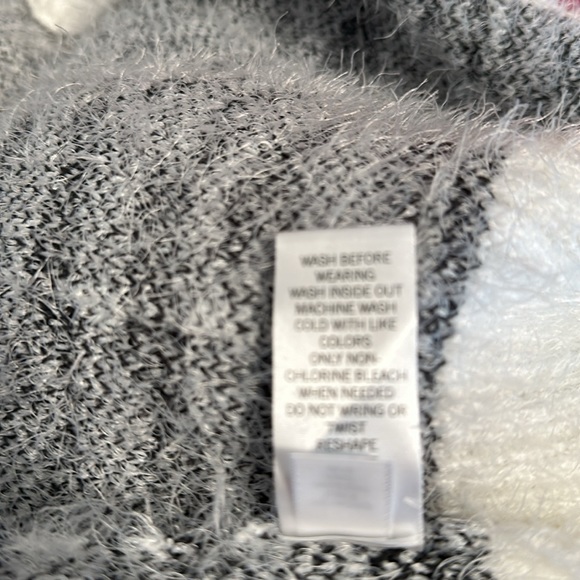 WASH BEFORE
WEARING
WASH INSIDE OUT
MACHINE WASH
COLD WITH LIKE
COLORS
ONLY NON-
CHLORINE BLEACH
WHEN NEEDED
DO NOT WRING OR
TWIST
RESHAPE